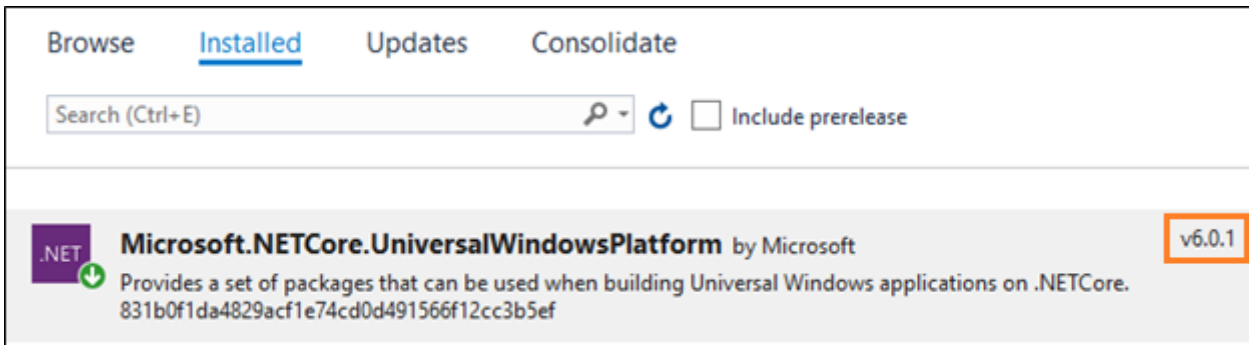 Browse Installed Updates Consolidate
Search (Ctrl+E) Include prerelease
.NET Microsoft.NETCore.UniversalWindowsPlatform by Microsoft v6.0.1
Provides a set of packages that can be used when building Universal Windows applications on .NETCore.
831b0f1da4829acf1e74cd0d491566f12cc3b5ef